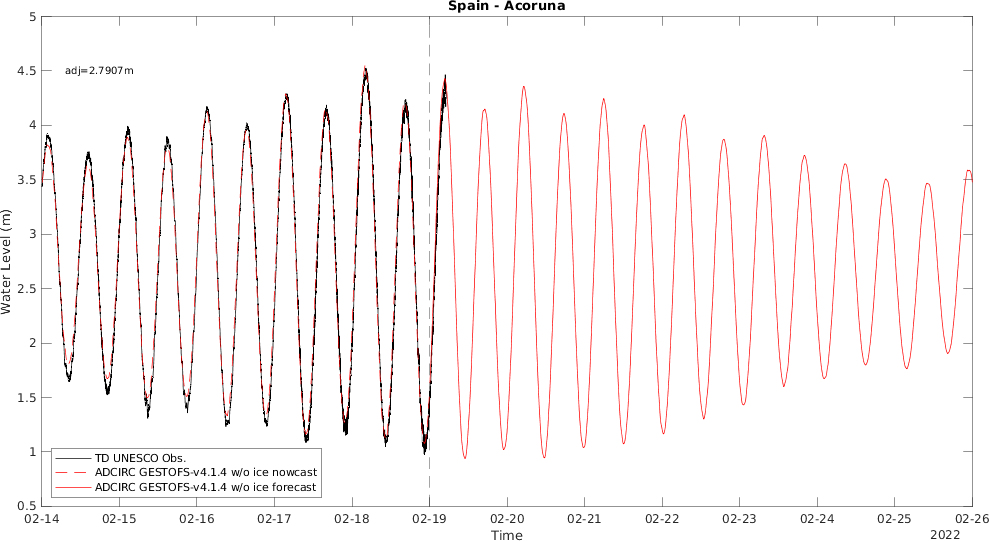 Spain - Acoruna
adj=2.7907m
Water Level (m)
5
4.5
4
3.5
3
2.5
2
1.5
1
0.5
TD UNESCO Obs.
ADCIRC GESTOFS-v4.1.4 w/o ice nowcast
ADCIRC GESTOFS-v4.1.4 w/o ice forecast
02-14 02-15 02-16 02-17 02-18 02-19 02-20 02-21 02-22 02-23 02-24 02-25 02-26
Time
2022